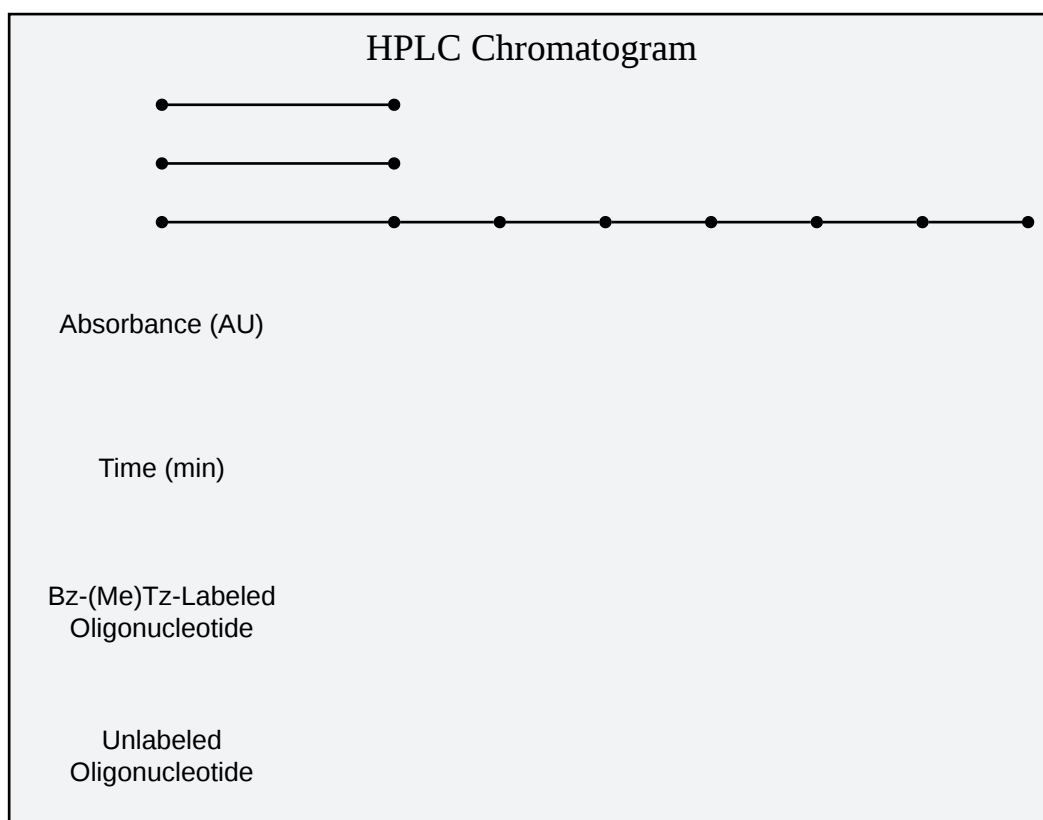 HPLC Chromatogram
Absorbance (AU)
Time (min)
Bz-(Me)Tz-Labeled
Oligonucleotide
Unlabeled
Oligonucleotide